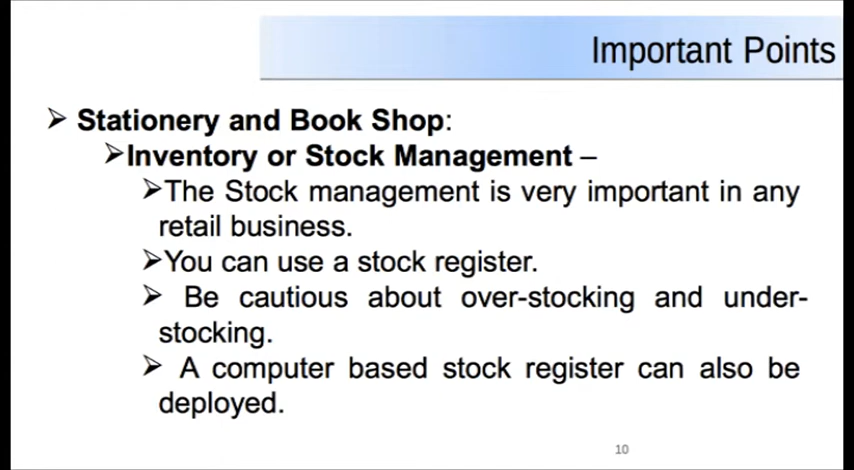 Important Points
➢ Stationery and Book Shop:
➢Inventory or Stock Management –
➢The Stock management is very important in any
retail business.
➢You can use a stock register.
➢ Be cautious about over-stocking and under-
stocking.
➢ A computer based stock register can also be
deployed.
10